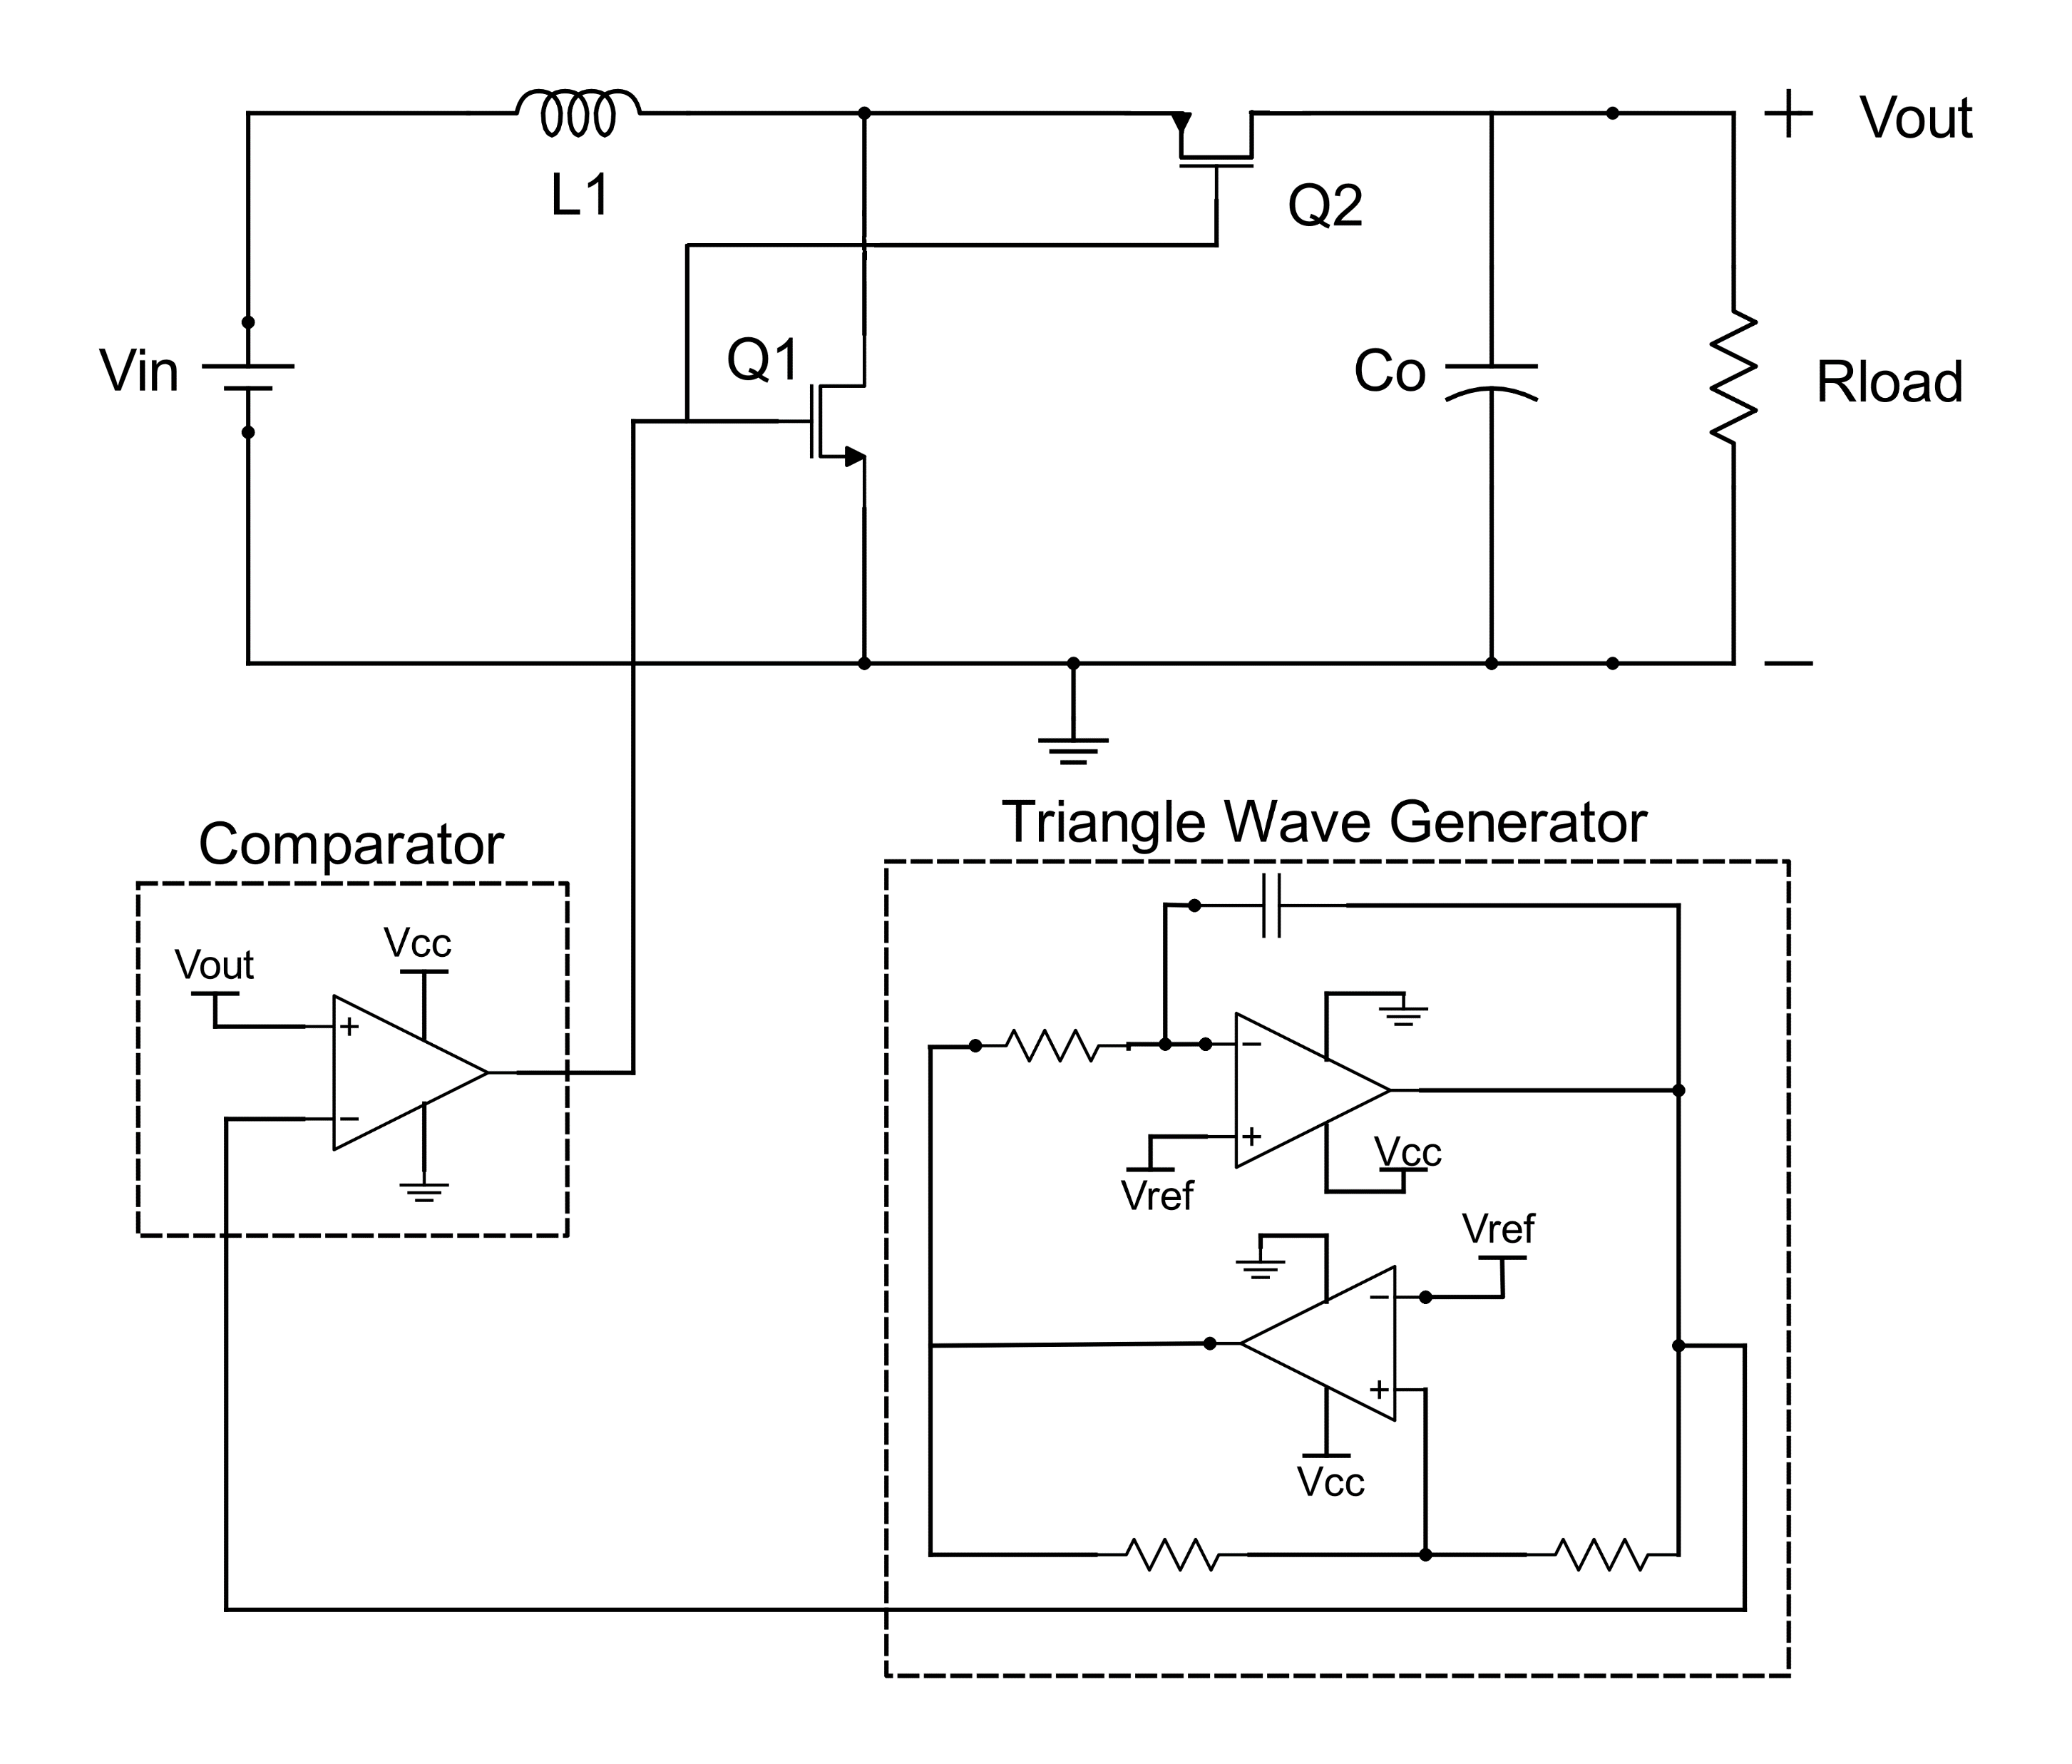 + Vout
L1
Q2
Q1
Vin
Co
Rload
−
Triangle Wave Generator
Comparator
Vcc
Vout
+
−
−
+
Vcc
Vref
Vref
−
+
Vcc